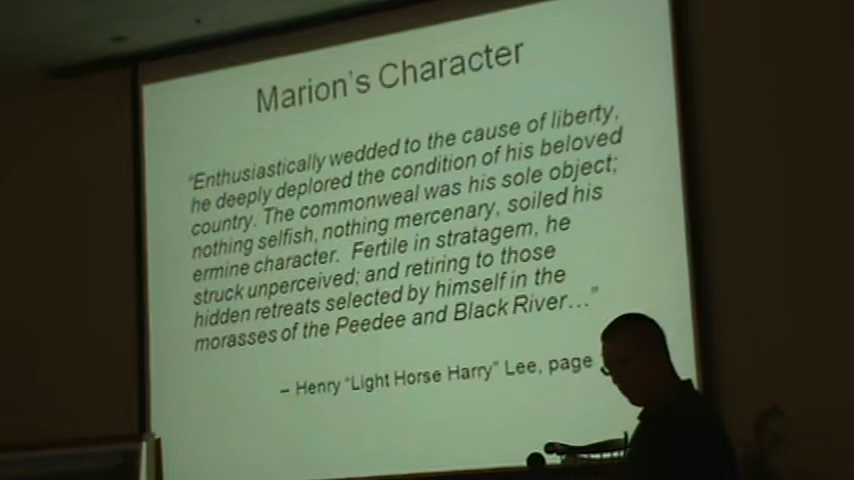 Marion's Character
"Enthusiastically wedded to the cause of liberty,
he deeply deplored the condition of his beloved
country. The commonweal was his sole object;
nothing selfish, nothing mercenary, soiled his
ermine character. Fertile in stratagem, he
struck unperceived; and retiring to those
hidden retreats selected by himself in the
morasses of the Peedee and Black River…"
– Henry "Light Horse Harry" Lee, page